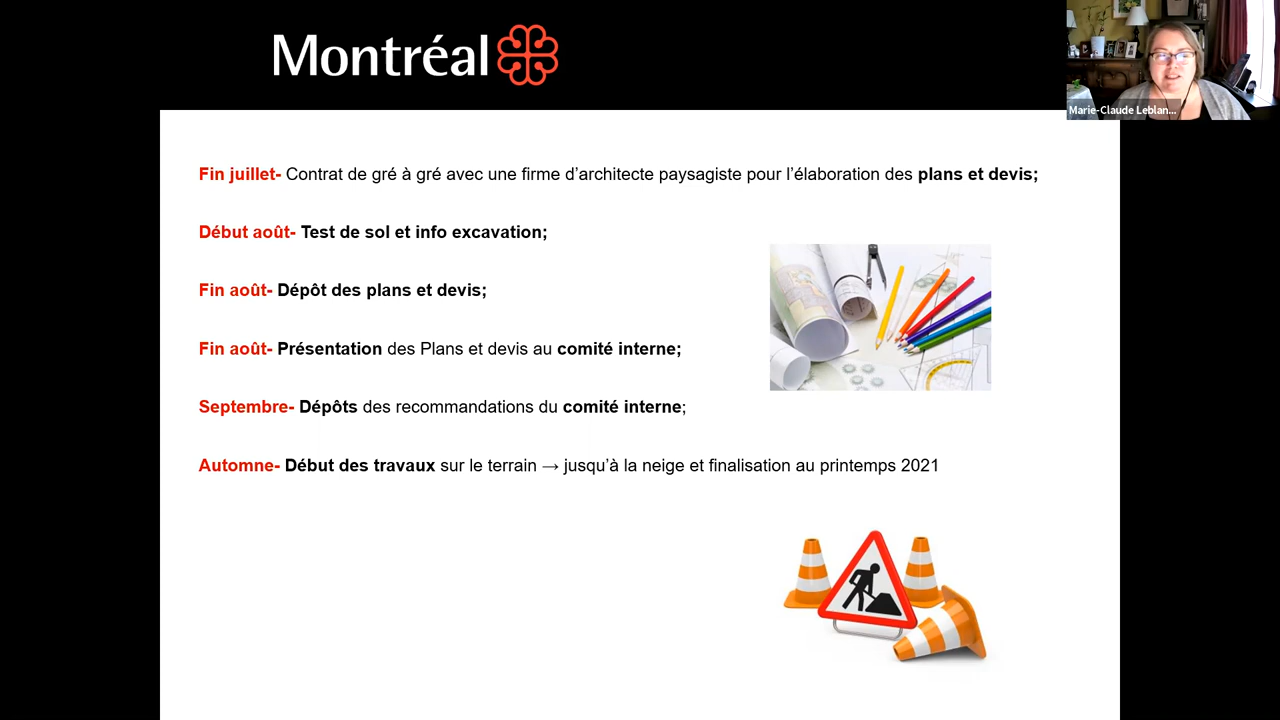 Montréal
Marie-Claude Leblan...
Fin juillet- Contrat de gré à gré avec une firme d’architecte paysagiste pour l’élaboration des plans et devis;
Début août- Test de sol et info excavation;
Fin août- Dépôt des plans et devis;
Fin août- Présentation des Plans et devis au comité interne;
Septembre- Dépôts des recommandations du comité interne;
Automne- Début des travaux sur le terrain → jusqu’à la neige et finalisation au printemps 2021